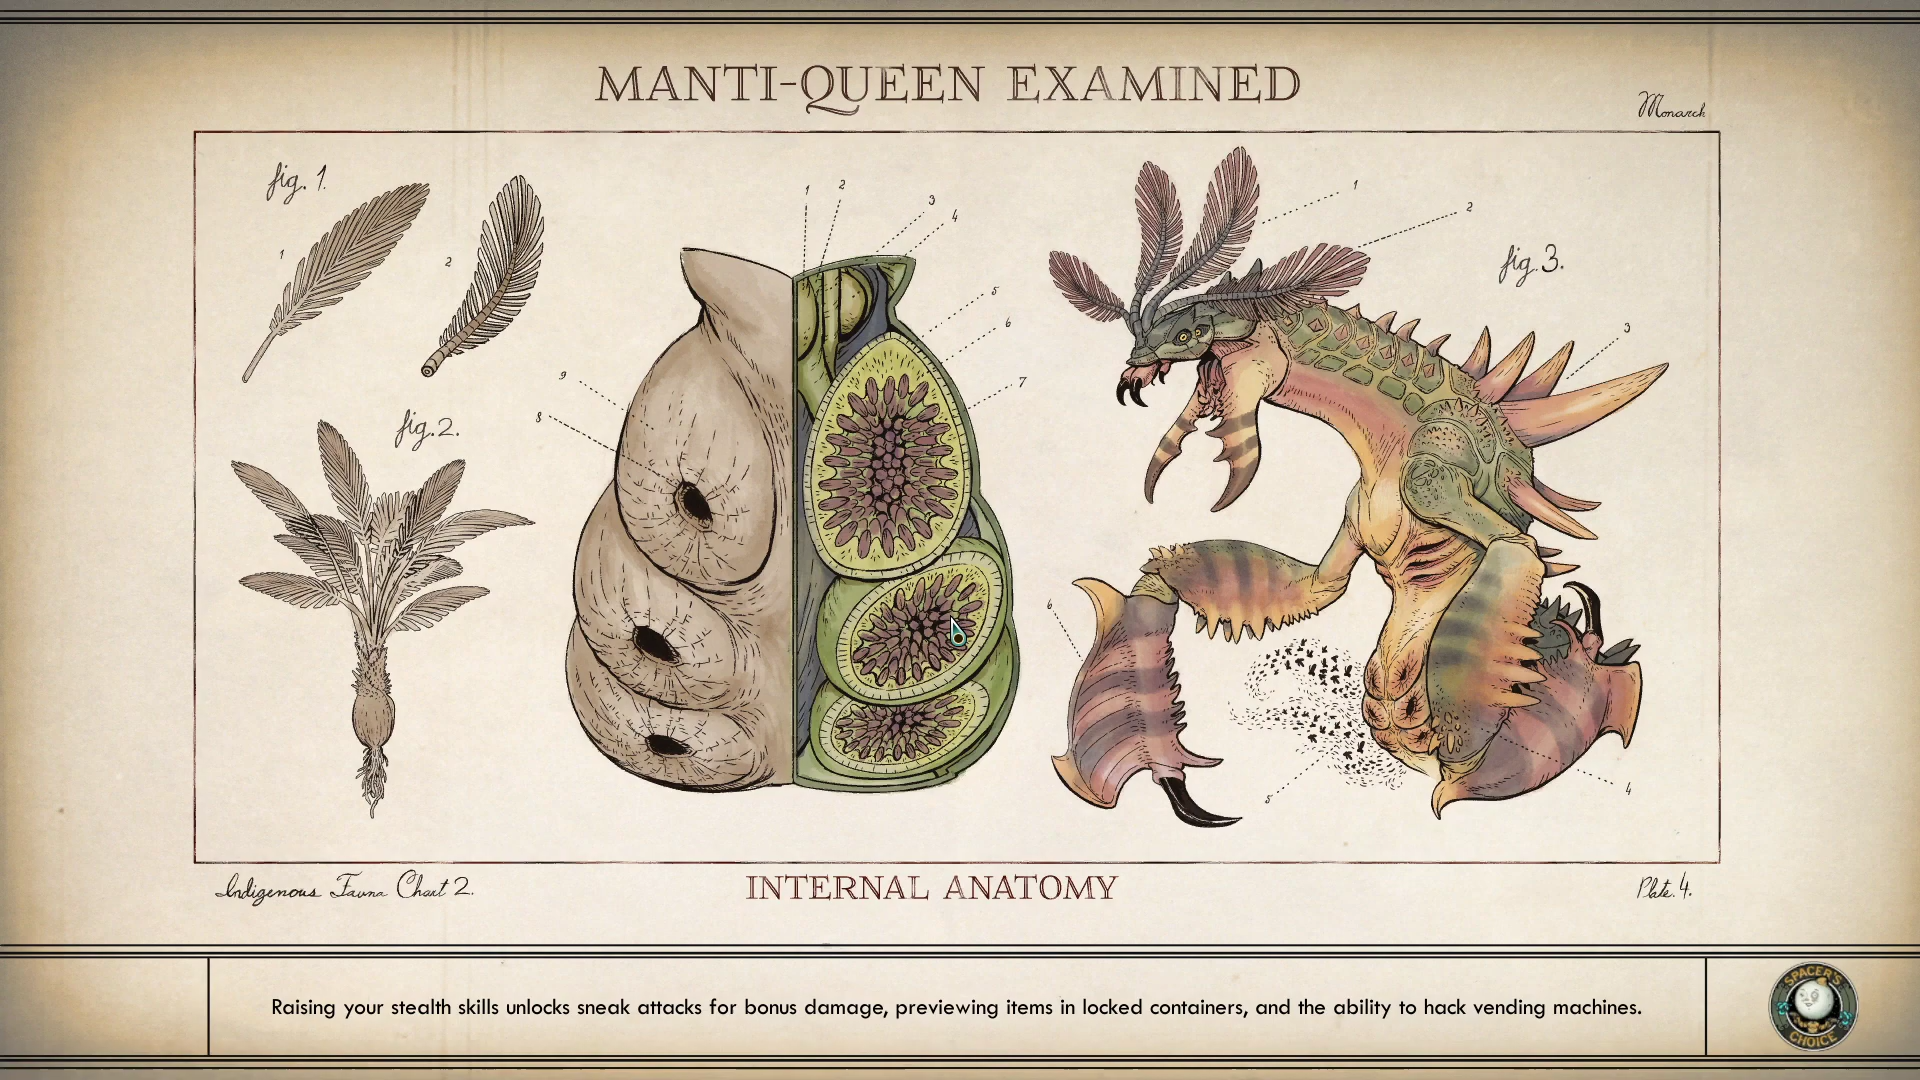 MANTI-QUEEN EXAMINED
Monarch
fig. 1.
1
2
fig. 2.
1
2
3
4
5
6
7
9
8
fig. 3.
1
2
3
6
5
4
Indigenous Fauna Chart 2.
INTERNAL ANATOMY
Plate. 4.
Raising your stealth skills unlocks sneak attacks for bonus damage, previewing items in locked containers, and the ability to hack vending machines.
SPACER'S
CHOICE